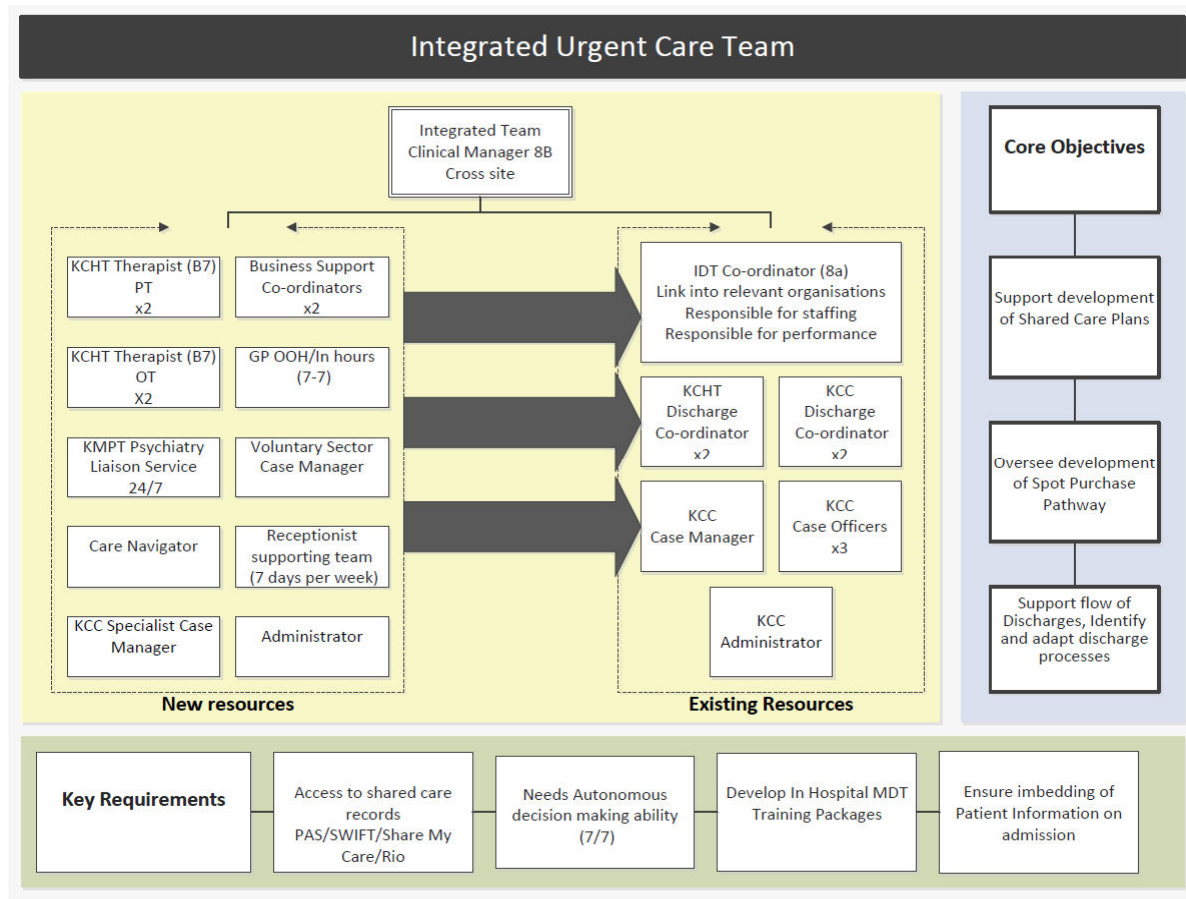 Integrated Urgent Care Team
Integrated Team
Clinical Manager 8B
Cross site
KCHT Therapist (B7)
PT
x2
Business Support
Co-ordinators
x2
KCHT Therapist (B7)
OT
X2
GP OOH/In hours
(7-7)
KMPT Psychiatry
Liaison Service
24/7
Voluntary Sector
Case Manager
Care Navigator
Receptionist
supporting team
(7 days per week)
KCC Specialist Case
Manager
Administrator
New resources
IDT Co-ordinator (8a)
Link into relevant organisations
Responsible for staffing
Responsible for performance
KCHT
Discharge
Co-ordinator
x2
KCC
Discharge
Co-ordinator
x2
KCC
Case Manager
KCC
Case Officers
x3
KCC
Administrator
Existing Resources
Core Objectives
Support development
of Shared Care Plans
Oversee development
of Spot Purchase
Pathway
Support flow of
Discharges, Identify
and adapt discharge
processes
Key Requirements
Access to shared care
records
PAS/SWIFT/Share My
Care/Rio
Needs Autonomous
decision making ability
(7/7)
Develop In Hospital MDT
Training Packages
Ensure imbedding of
Patient Information on
admission